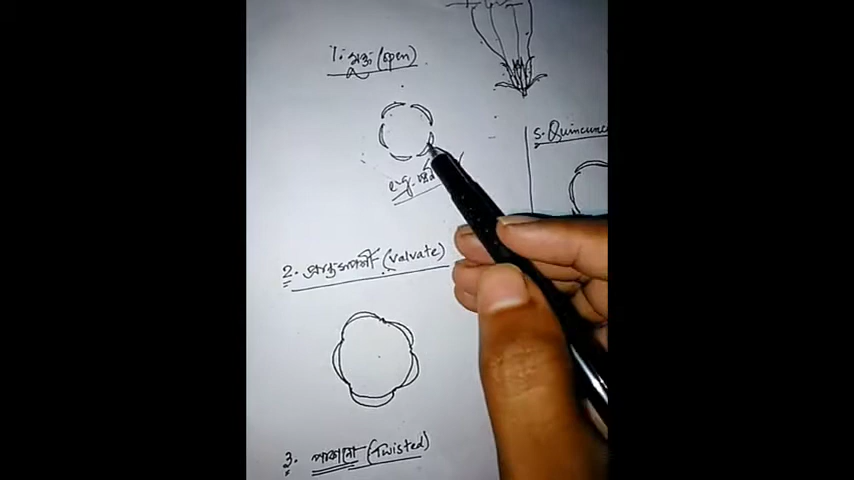 1. মুক্ত (open)
e.g.
5. Quincunc
2. প্রান্তস্পর্শী (valvate)
3. পাকানো (Twisted)